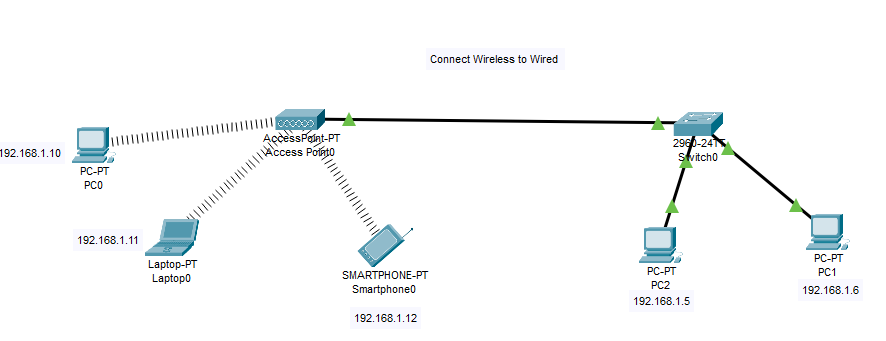 Connect Wireless to Wired
AccessPoint-PT
Access Point0
2960-24TT
Switch0
192.168.1.10
PC-PT
PC0
192.168.1.11
Laptop-PT
Laptop0
SMARTPHONE-PT
Smartphone0
192.168.1.12
PC-PT
PC2
192.168.1.5
PC-PT
PC1
192.168.1.6